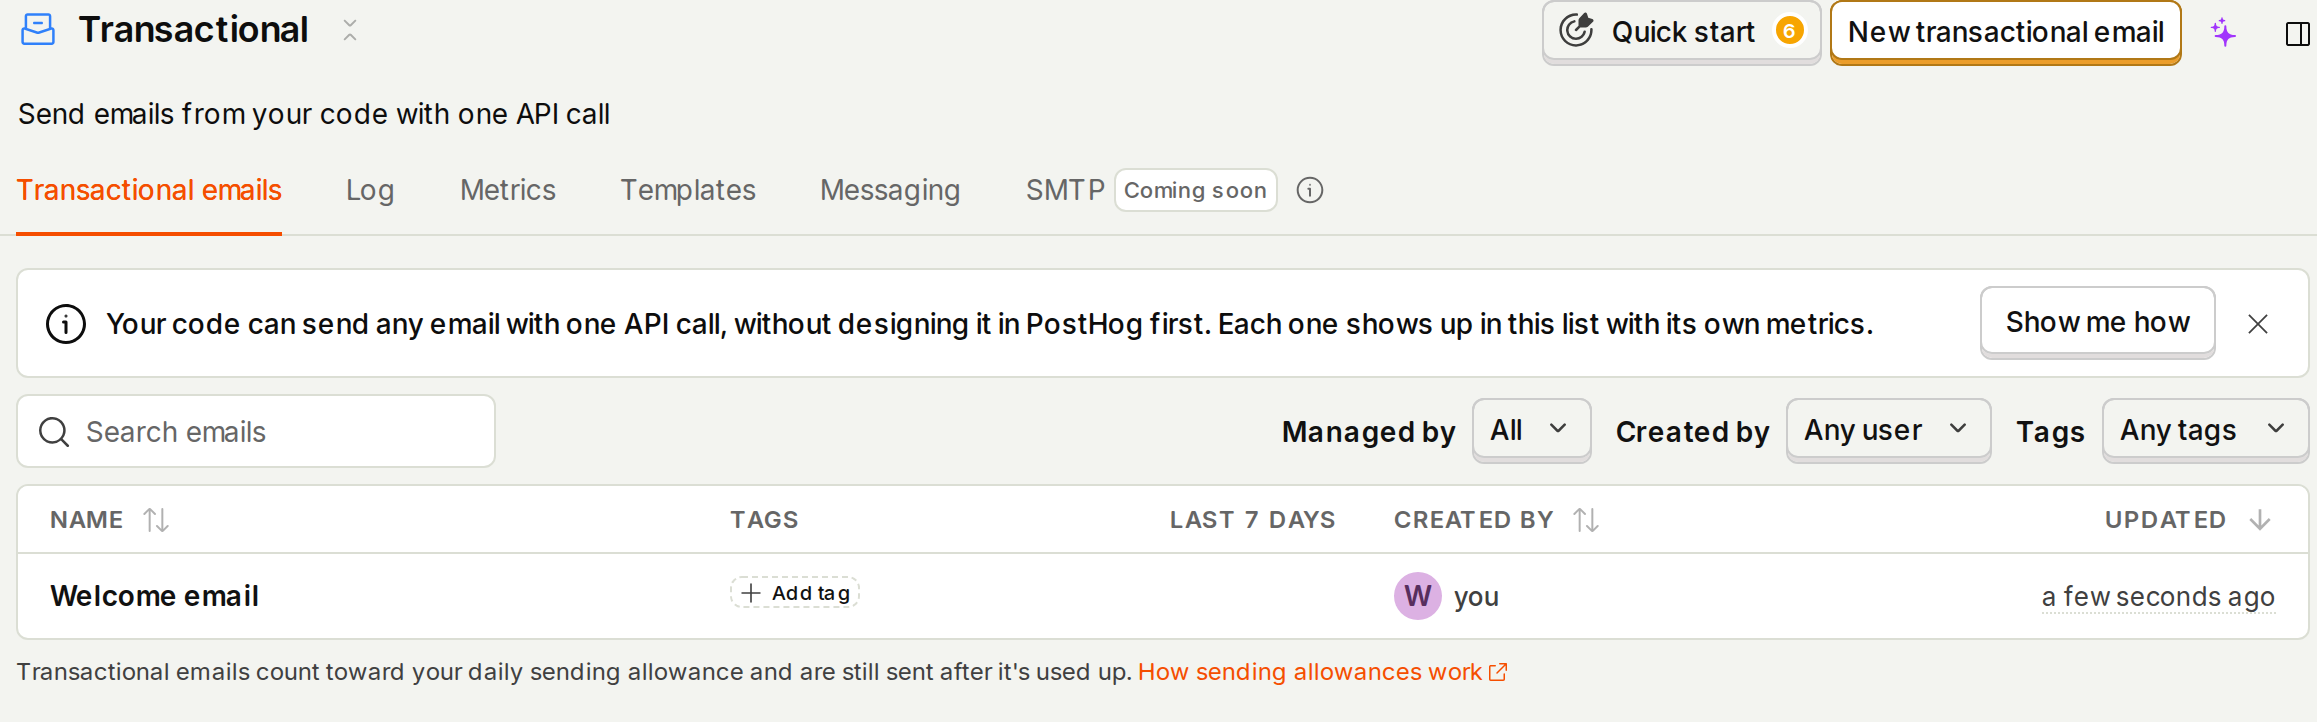 Transactional
Quick start 6
New transactional email
Send emails from your code with one API call
Transactional emails Log Metrics Templates Messaging SMTP Coming soon
Your code can send any email with one API call, without designing it in PostHog first. Each one shows up in this list with its own metrics.
Show me how
Search emails
Managed by All Created by Any user Tags Any tags
NAME TAGS LAST 7 DAYS CREATED BY UPDATED
Welcome email + Add tag W you a few seconds ago
Transactional emails count toward your daily sending allowance and are still sent after it's used up. How sending allowances work